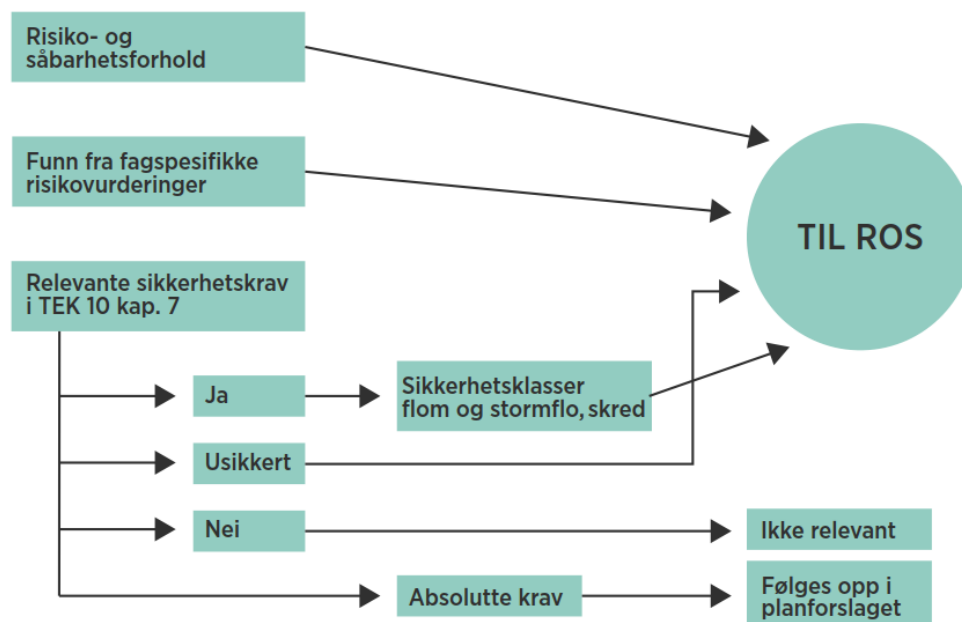 Risiko- og
såbarhetsforhold
Funn fra fagspesifikke
risikovurderinger
TIL ROS
Relevante sikkerhetskrav
i TEK 10 kap. 7
Ja
Sikkerhetsklasser
flom og stormflo, skred
Usikkert
Nei
Ikke relevant
Absolutte krav
Følges opp i
planforslaget